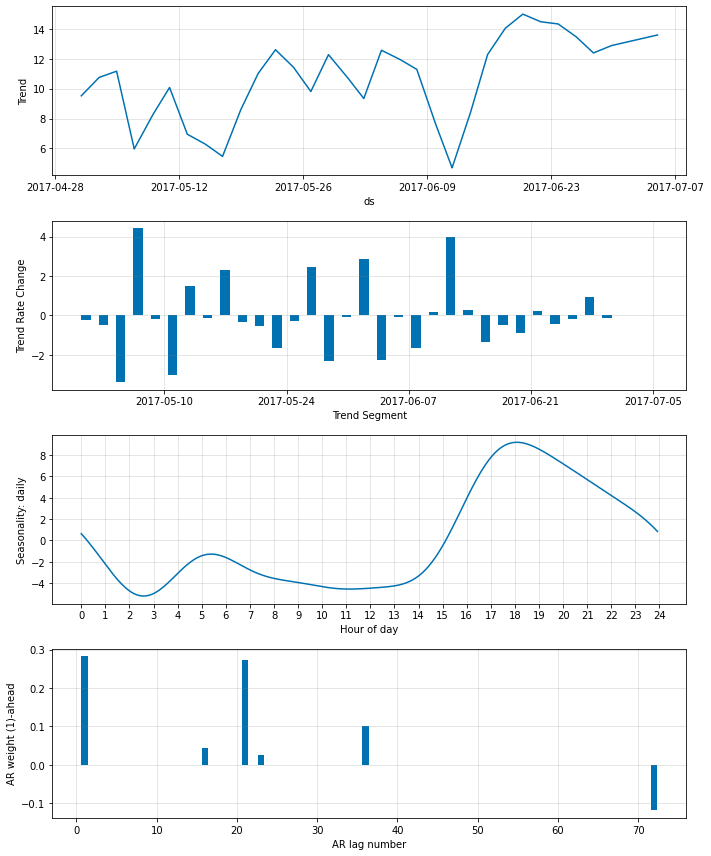 14
12
10
8
6
Trend
2017-04-28 2017-05-12 2017-05-26 2017-06-09 2017-06-23 2017-07-07
ds
4
2
0
−2
Trend Rate Change
2017-05-10 2017-05-24 2017-06-07 2017-06-21 2017-07-05
Trend Segment
8
6
4
2
0
−2
−4
Seasonality: daily
0 1 2 3 4 5 6 7 8 9 10 11 12 13 14 15 16 17 18 19 20 21 22 23 24
Hour of day
0.3
0.2
0.1
0.0
−0.1
AR weight (1)-ahead
0 10 20 30 40 50 60 70
AR lag number